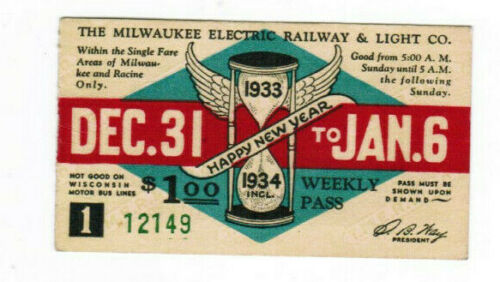 THE MILWAUKEE ELECTRIC RAILWAY & LIGHT CO.
Within the Single Fare
Areas of Milwau-
kee and Racine
Only.
Good from 5:00 A. M.
Sunday until 5 A.M.
the following
Sunday.
1933
HAPPY NEW YEAR
DEC. 31
TO JAN. 6
1934
INCL.
NOT GOOD ON
WISCONSIN
MOTOR BUS LINES
$1.00
WEEKLY
PASS
PASS MUST BE
SHOWN UPON
DEMAND
1
12149
S. B. Way
PRESIDENT